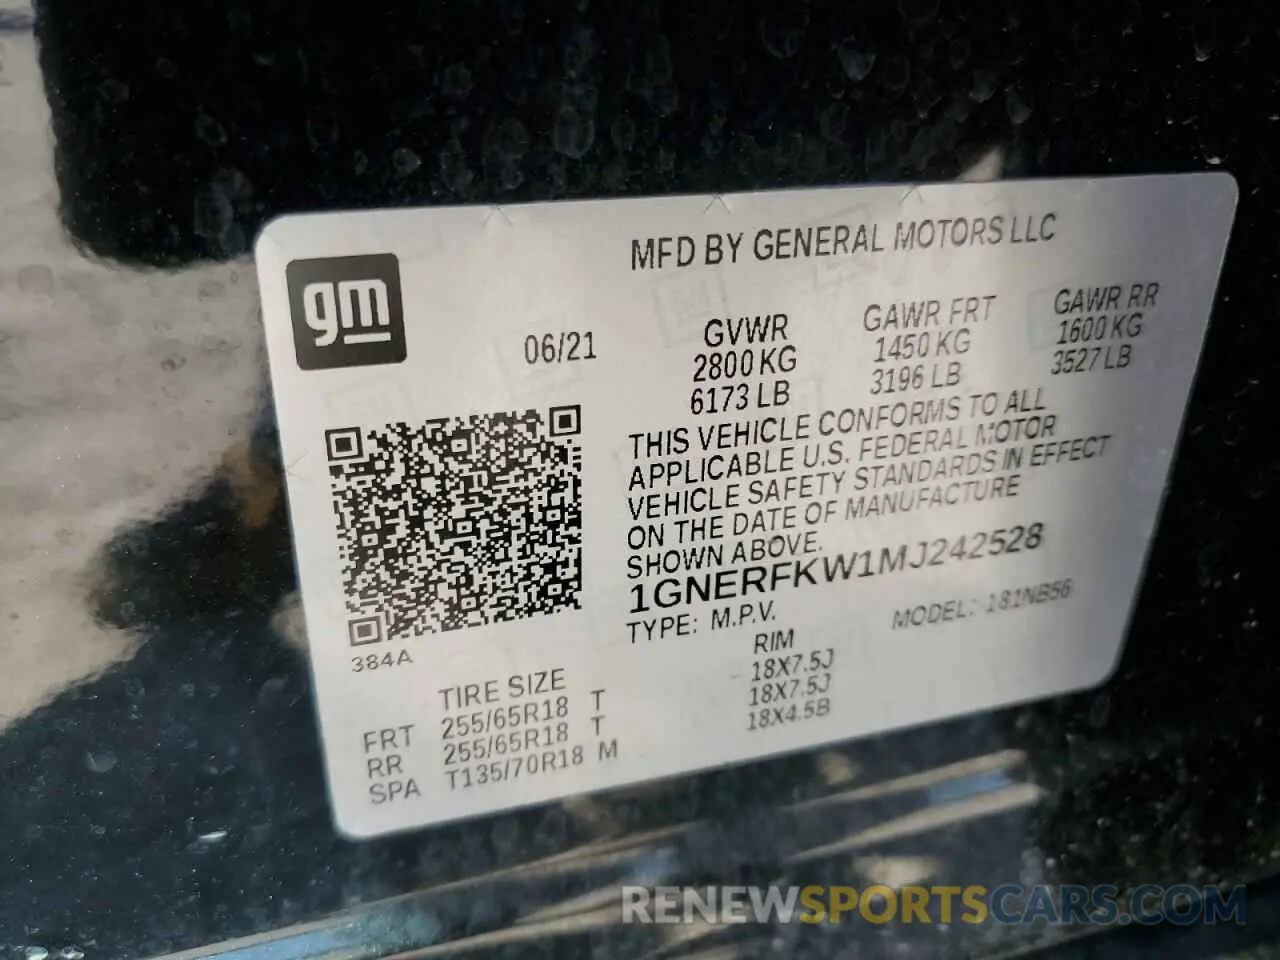 gm
MFD BY GENERAL MOTORS LLC
06/21
GVWR GAWR FRT GAWR RR
2800 KG 1450 KG 1600 KG
6173 LB 3196 LB 3527 LB
THIS VEHICLE CONFORMS TO ALL
APPLICABLE U.S. FEDERAL MOTOR
VEHICLE SAFETY STANDARDS IN EFFECT
ON THE DATE OF MANUFACTURE
SHOWN ABOVE.
1GNERFKW1MJ242528
TYPE: M.P.V. MODEL: 181NB56
384A
TIRE SIZE RIM
FRT 255/65R18 T 18X7.5J
RR 255/65R18 T 18X7.5J
SPA T135/70R18 M 18X4.5B
RENEWSPORTSCARS.COM